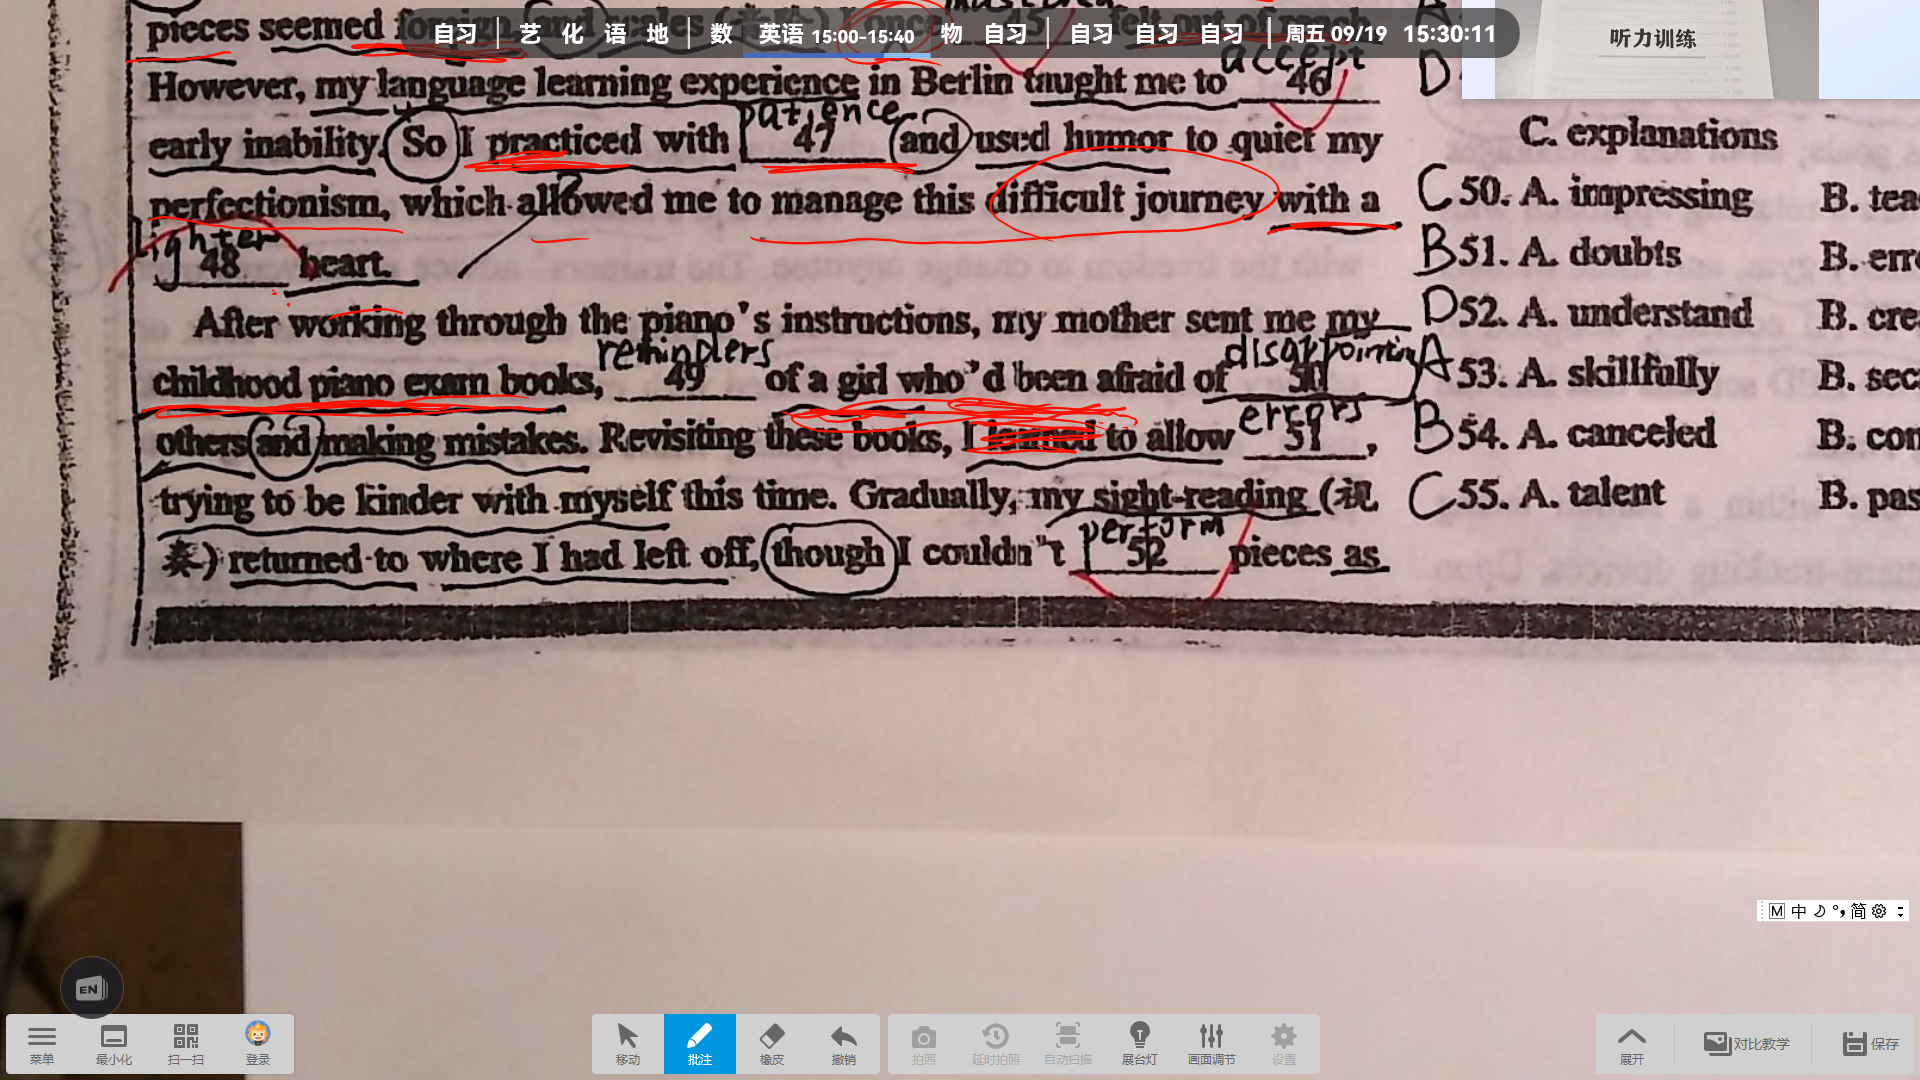 自习 艺 化 语 地 数 英语 15:00-15:40 物 自习 自习 自习 自习 周五 09/19 15:30:11
听力训练
pieces seemed
accept
However, my language learning experience in Berlin taught me to 46
D
patience
early inability. So I practiced with 47 and used humor to quiet my
C. explanations
perfectionism, which allowed me to manage this difficult journey with a
C 50. A. impressing B. tea
lighter
48 heart.
B 51. A. doubts B. erro
After working through the piano's instructions, my mother sent me my
D 52. A. understand B. cre
reminders disappointing
childhood piano exam books, 49 of a girl who'd been afraid of 50
A 53. A. skillfully B. sec
errors
others and making mistakes. Revisiting these books, I learned to allow 51,
B 54. A. canceled B. con
trying to be kinder with myself this time. Gradually, my sight-reading (视
C 55. A. talent B. pas
perform
奏) returned to where I had left off, though I couldn't 52 pieces as
M 中 简
EN
菜单 最小化 扫一扫 登录 移动 批注 橡皮 撤销 拍照 延时拍照 自动扫描 展台灯 画面调节 设置 展开 对比教学 保存